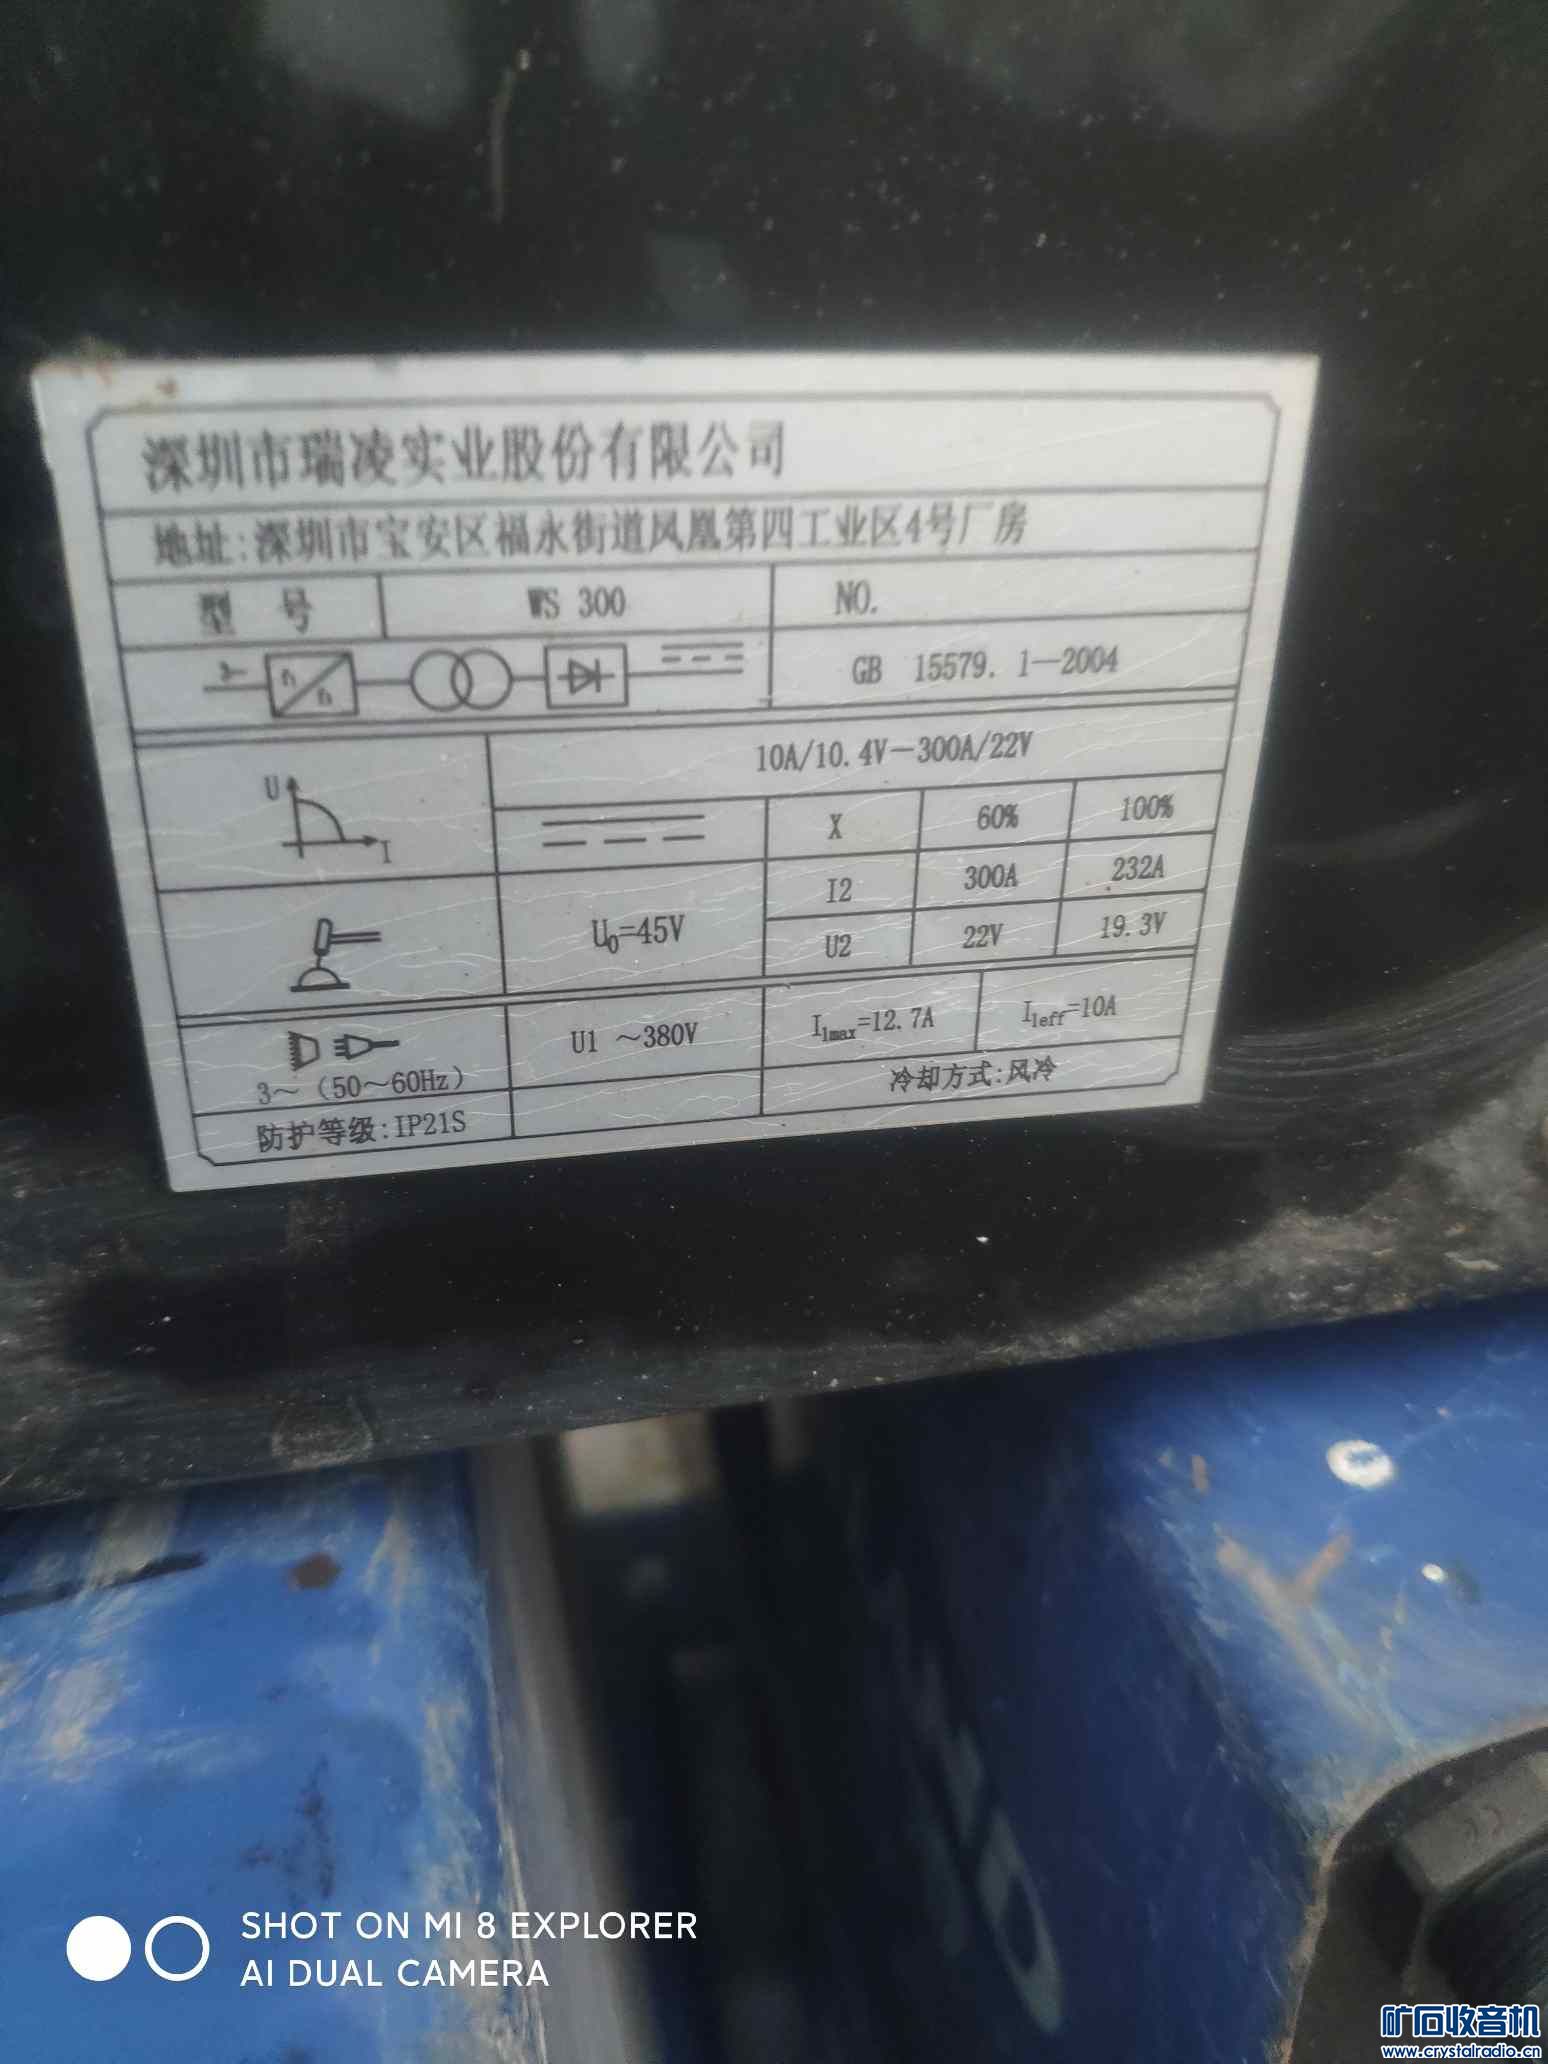 深圳市瑞凌实业股份有限公司
地址:深圳市宝安区福永街道凤凰第四工业区4号厂房
型 号 WS 300 NO.
n n GB 15579. 1—2004
10A/10. 4V—300A/22V
U I
X 60% 100%
I2 300A 232A
U0=45V
U2 22V 19. 3V
U1 ~380V I1max=12. 7A I1eff=10A
3~ (50~60Hz)
冷却方式:风冷
防护等级:IP21S
SHOT ON MI 8 EXPLORER
AI DUAL CAMERA
矿石收音机
www.crystalradio.cn